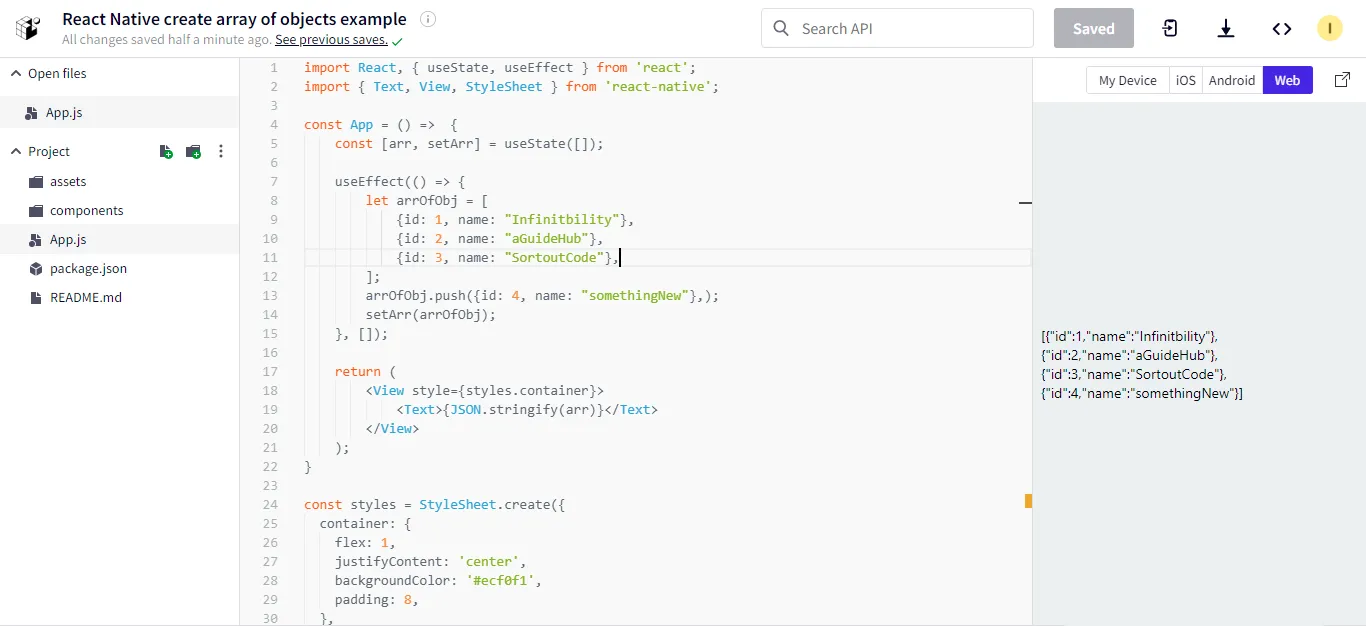 React Native create array of objects example
All changes saved half a minute ago. See previous saves.
Search API
Saved
I
Open files
App.js
Project
assets
components
App.js
package.json
README.md
1 import React, { useState, useEffect } from 'react';
2 import { Text, View, StyleSheet } from 'react-native';
3
4 const App = () =>  {
5     const [arr, setArr] = useState([]);
6
7     useEffect(() => {
8         let arrOfObj = [
9             {id: 1, name: "Infinitbility"},
10             {id: 2, name: "aGuideHub"},
11             {id: 3, name: "SortoutCode"},
12         ];
13         arrOfObj.push({id: 4, name: "somethingNew"},);
14         setArr(arrOfObj);
15     }, []);
16
17     return (
18         <View style={styles.container}>
19             <Text>{JSON.stringify(arr)}</Text>
20         </View>
21     );
22 }
23
24 const styles = StyleSheet.create({
25   container: {
26     flex: 1,
27     justifyContent: 'center',
28     backgroundColor: '#ecf0f1',
29     padding: 8,
30   },
My Device
iOS
Android
Web
[{"id":1,"name":"Infinitbility"},
{"id":2,"name":"aGuideHub"},
{"id":3,"name":"SortoutCode"},
{"id":4,"name":"somethingNew"}]